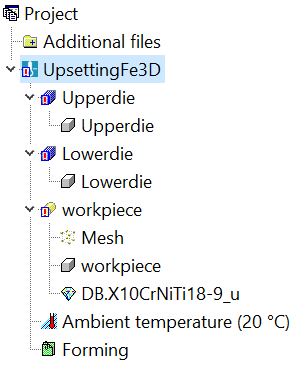 Project
Additional files
UpsettingFe3D
Upperdie
Upperdie
Lowerdie
Lowerdie
workpiece
Mesh
workpiece
DB.X10CrNiTi18-9_u
Ambient temperature (20 °C)
Forming